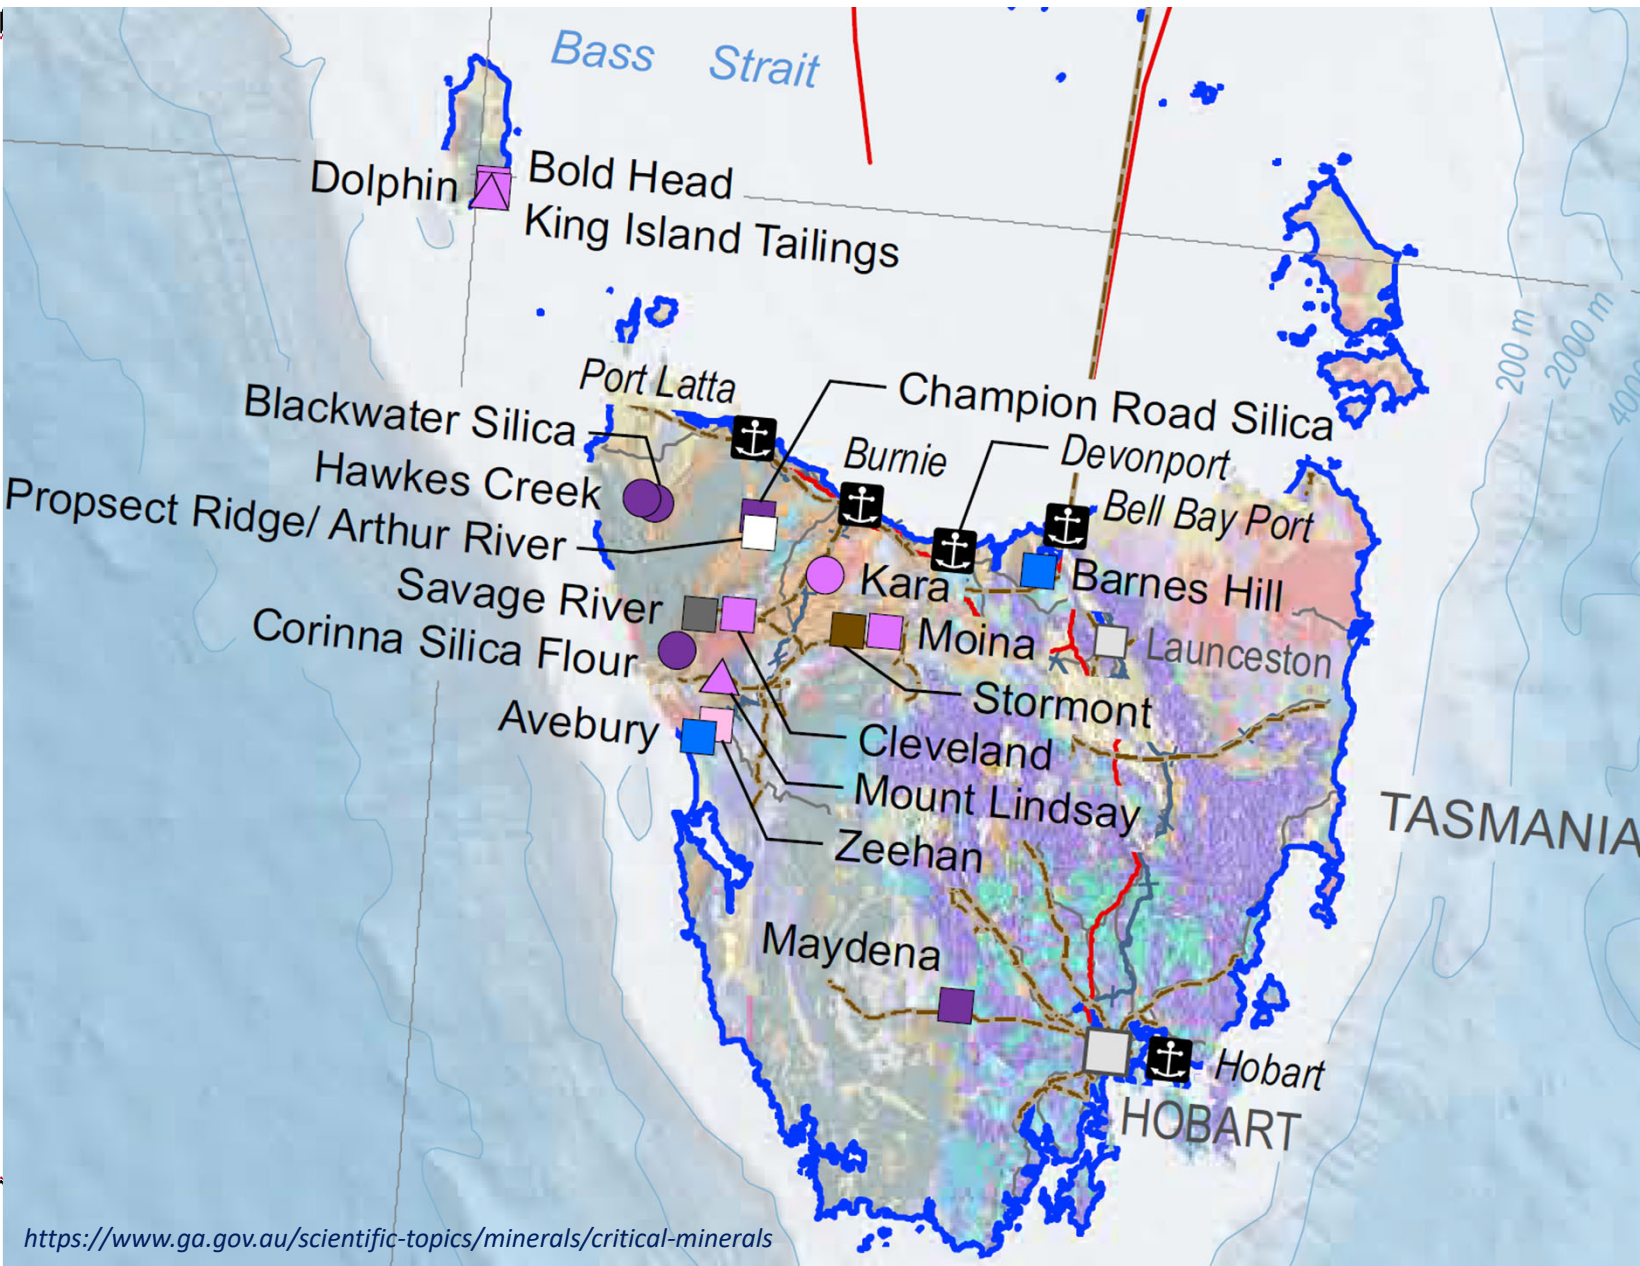 Bass Strait
Dolphin
Bold Head
King Island Tailings
200 m
2000 m
Port Latta
Blackwater Silica
Champion Road Silica
Hawkes Creek
Burnie
Devonport
Propsect Ridge/ Arthur River
Bell Bay Port
Savage River
Kara
Barnes Hill
Corinna Silica Flour
Moina
Launceston
Avebury
Stormont
Cleveland
Mount Lindsay
TASMANIA
Zeehan
Maydena
Hobart
HOBART
https://www.ga.gov.au/scientific-topics/minerals/critical-minerals